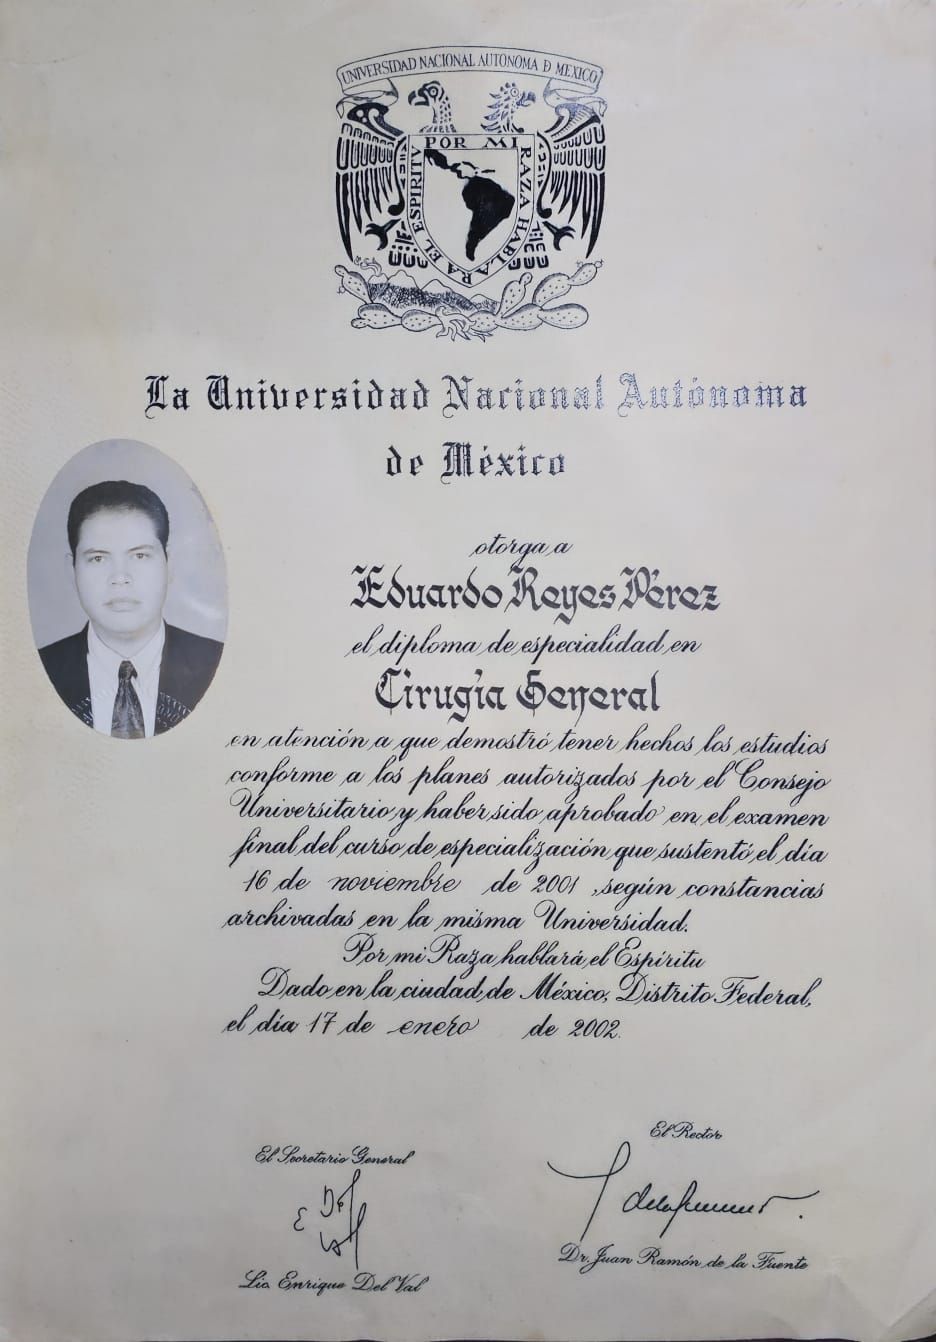 UNIVERSIDAD NACIONAL AUTONOMA D MEXICO
POR MI RAZA HABLARA EL ESPIRITV
La Universidad Nacional Autónoma
de México
otorga a
Eduardo Reyes Pérez
el diploma de especialidad en
Cirugía General
en atención a que demostró tener hechos los estudios
conforme a los planes autorizados por el Consejo
Universitario y haber sido aprobado en el examen
final del curso de especialización que sustentó el día
16 de noviembre de 2001, según constancias
archivadas en la misma Universidad.
Por mi Raza hablará el Espíritu
Dado en la ciudad de México, Distrito Federal,
el día 17 de enero de 2002.
El Rector
El Secretario General
Dr. Juan Ramón de la Fuente
Lic. Enrique Del Val